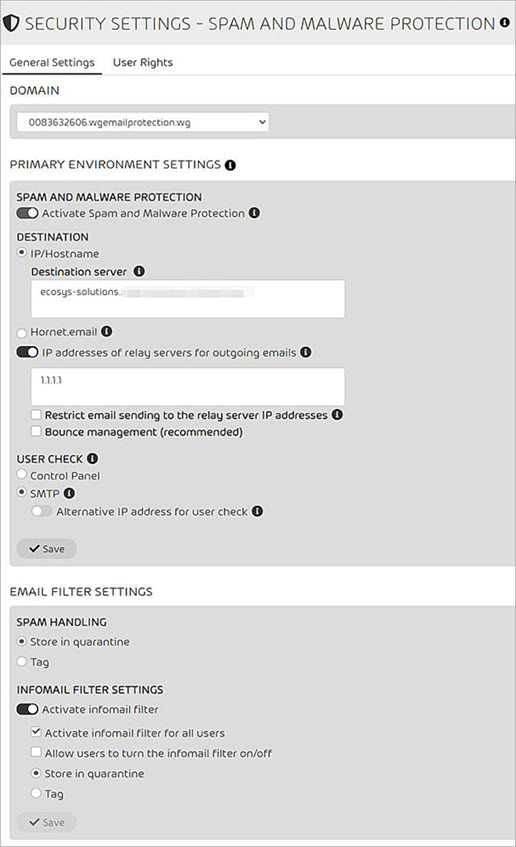 SECURITY SETTINGS - SPAM AND MALWARE PROTECTION
General Settings User Rights
DOMAIN
0083632606.wgemailprotection.wg
PRIMARY ENVIRONMENT SETTINGS
SPAM AND MALWARE PROTECTION
Activate Spam and Malware Protection
DESTINATION
IP/Hostname
Destination server
ecosys-solutions.
Hornet.email
IP addresses of relay servers for outgoing emails
1.1.1.1
Restrict email sending to the relay server IP addresses
Bounce management (recommended)
USER CHECK
Control Panel
SMTP
Alternative IP address for user check
Save
EMAIL FILTER SETTINGS
SPAM HANDLING
Store in quarantine
Tag
INFOMAIL FILTER SETTINGS
Activate infomail filter
Activate infomail filter for all users
Allow users to turn the infomail filter on/off
Store in quarantine
Tag
Save